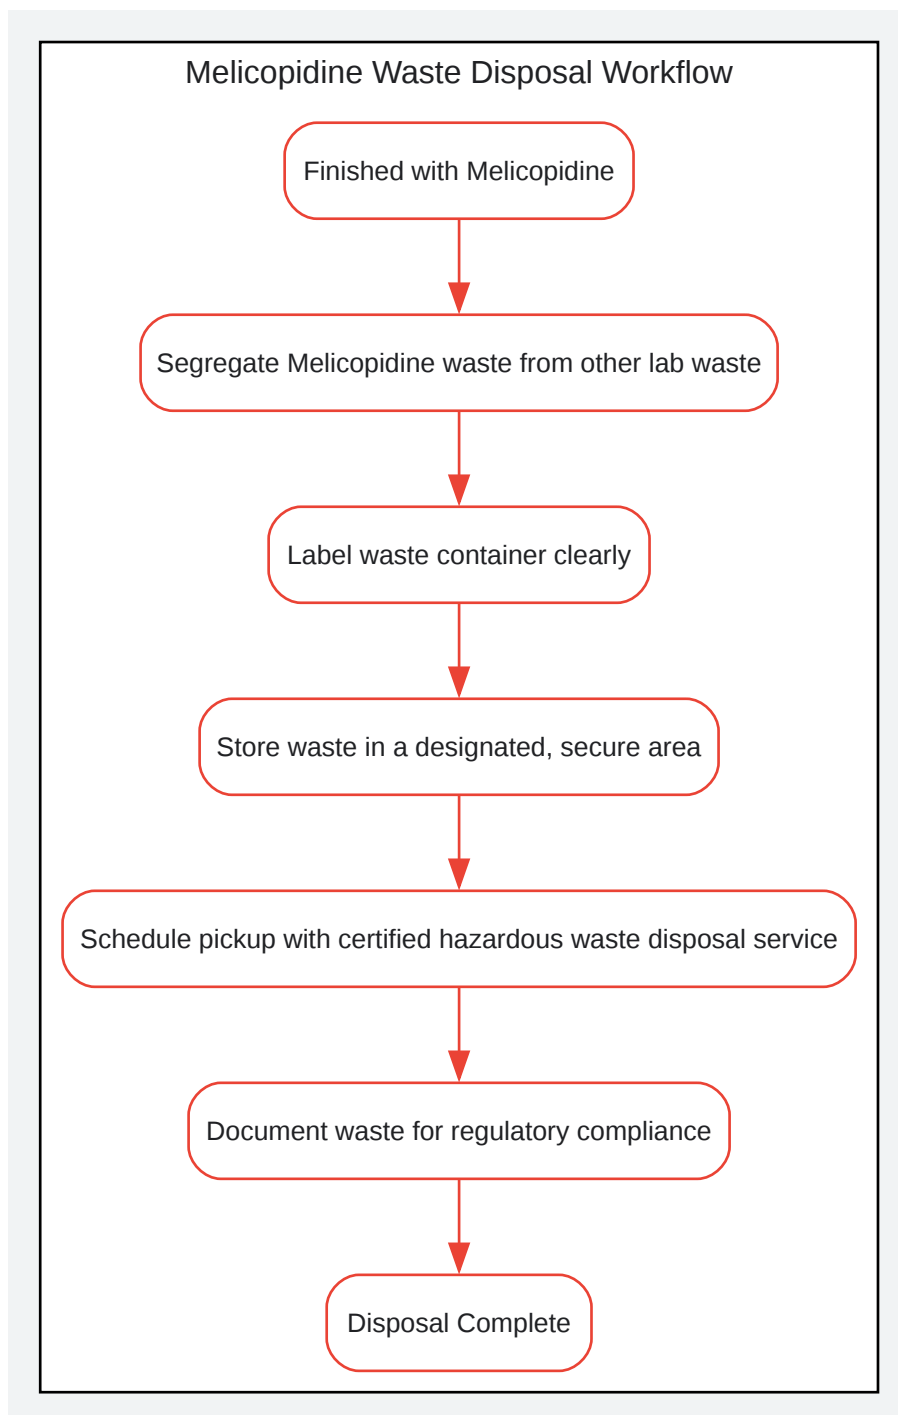 Melicopidine Waste Disposal Workflow
Finished with Melicopidine
Segregate Melicopidine waste from other lab waste
Label waste container clearly
Store waste in a designated, secure area
Schedule pickup with certified hazardous waste disposal service
Document waste for regulatory compliance
Disposal Complete